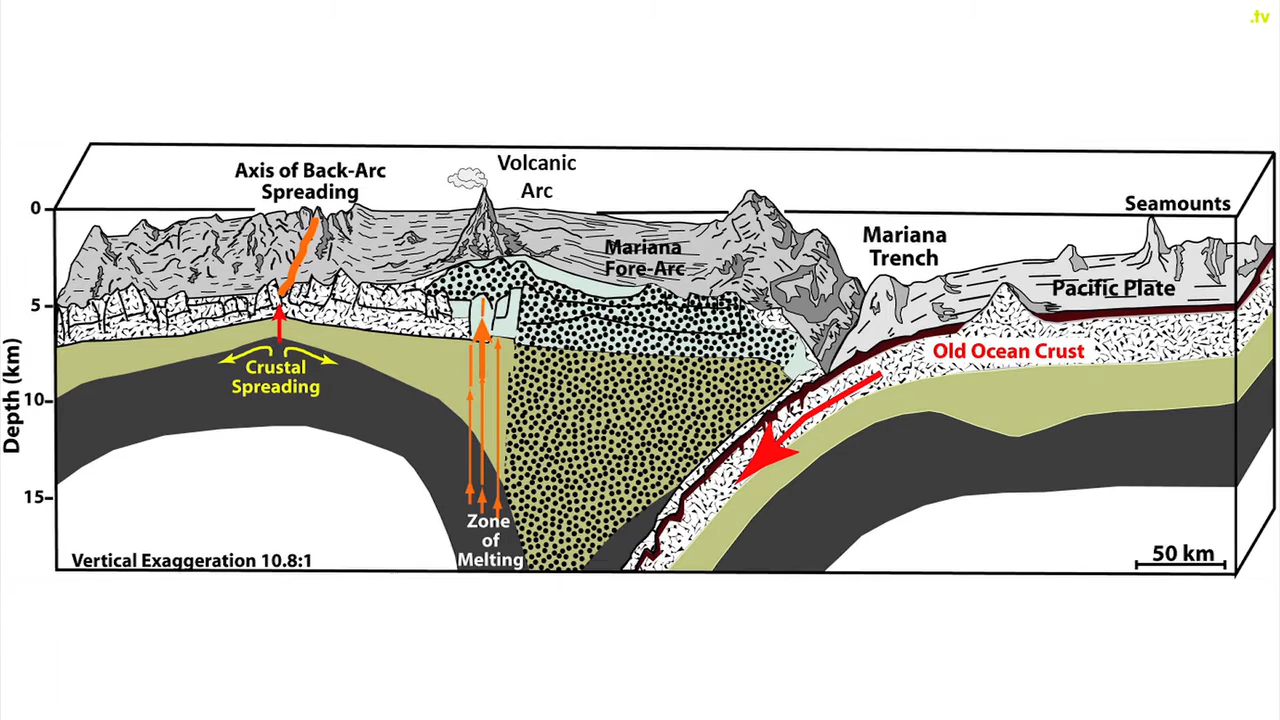 .tv
Axis of Back-Arc
Spreading
Volcanic
Arc
Seamounts
0
Mariana
Fore-Arc
Mariana
Trench
Pacific Plate
5
Old Ocean Crust
Crustal
Spreading
Depth (km)
10
15
Zone
of
Melting
Vertical Exaggeration 10.8:1
50 km